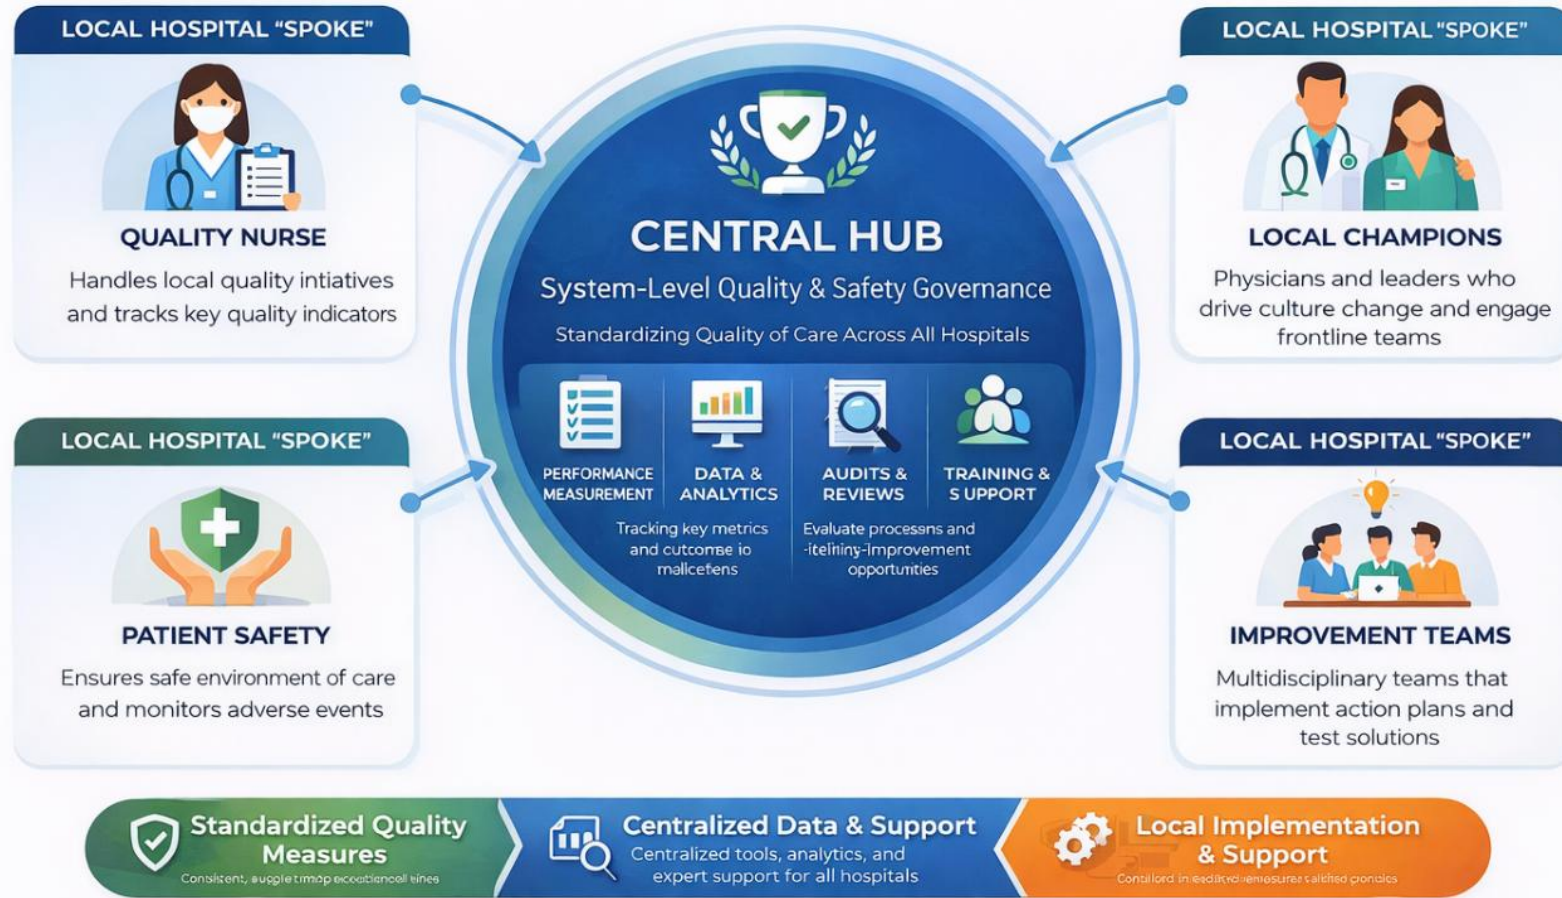 LOCAL HOSPITAL “SPOKE”
QUALITY NURSE
Handles local quality intiatives
and tracks key quality indicators
LOCAL HOSPITAL “SPOKE”
PATIENT SAFETY
Ensures safe environment of care
and monitors adverse events
CENTRAL HUB
System-Level Quality & Safety Governance
Standardizing Quality of Care Across All Hospitals
PERFORMANCE
MEASUREMENT
DATA &
ANALYTICS
Tracking key metrics
and
AUDITS &
REVIEWS
Evaluate and
improvement
opportunities
TRAINING &
S UPPORT
LOCAL HOSPITAL “SPOKE”
LOCAL CHAMPIONS
Physicians and leaders who
drive culture change and engage
frontline teams
LOCAL HOSPITAL “SPOKE”
IMPROVEMENT TEAMS
Multidisciplinary teams that
implement action plans and
test solutions
Standardized Quality
Measures
Consistent,
Centralized Data & Support
Centralized tools, analytics, and
expert support for all hospitals
Local Implementation
& Support